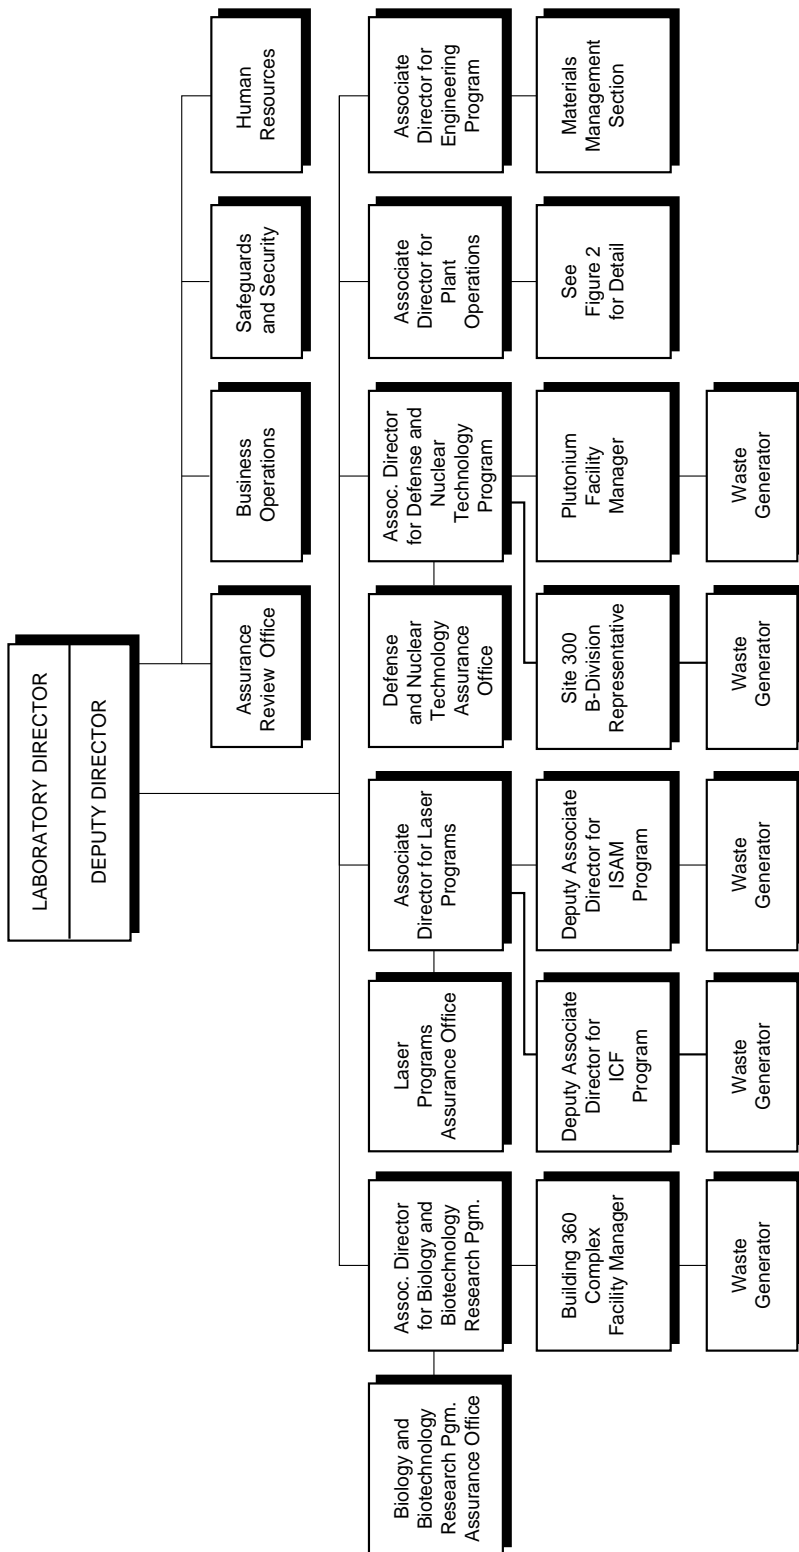 LABORATORY DIRECTOR
DEPUTY DIRECTOR
Assurance
Review Office
Business
Operations
Safeguards
and Security
Human
Resources
Biology and
Biotechnology
Research Pgm.
Assurance Office
Assoc. Director
for Biology and
Biotechnology
Research Pgm.
Laser
Programs
Assurance Office
Associate
Director for Laser
Programs
Defense
and Nuclear
Technology
Assurance
Office
Assoc. Director
for Defense and
Nuclear
Technology
Program
Associate
Director for
Plant
Operations
Associate
Director for
Engineering
Program
Building 360
Complex
Facility Manager
Deputy Associate
Director for
ICF
Program
Deputy Associate
Director for
ISAM
Program
Site 300
B-Division
Representative
Plutonium
Facility
Manager
See
Figure 2
for Detail
Materials
Management
Section
Waste
Generator
Waste
Generator
Waste
Generator
Waste
Generator
Waste
Generator